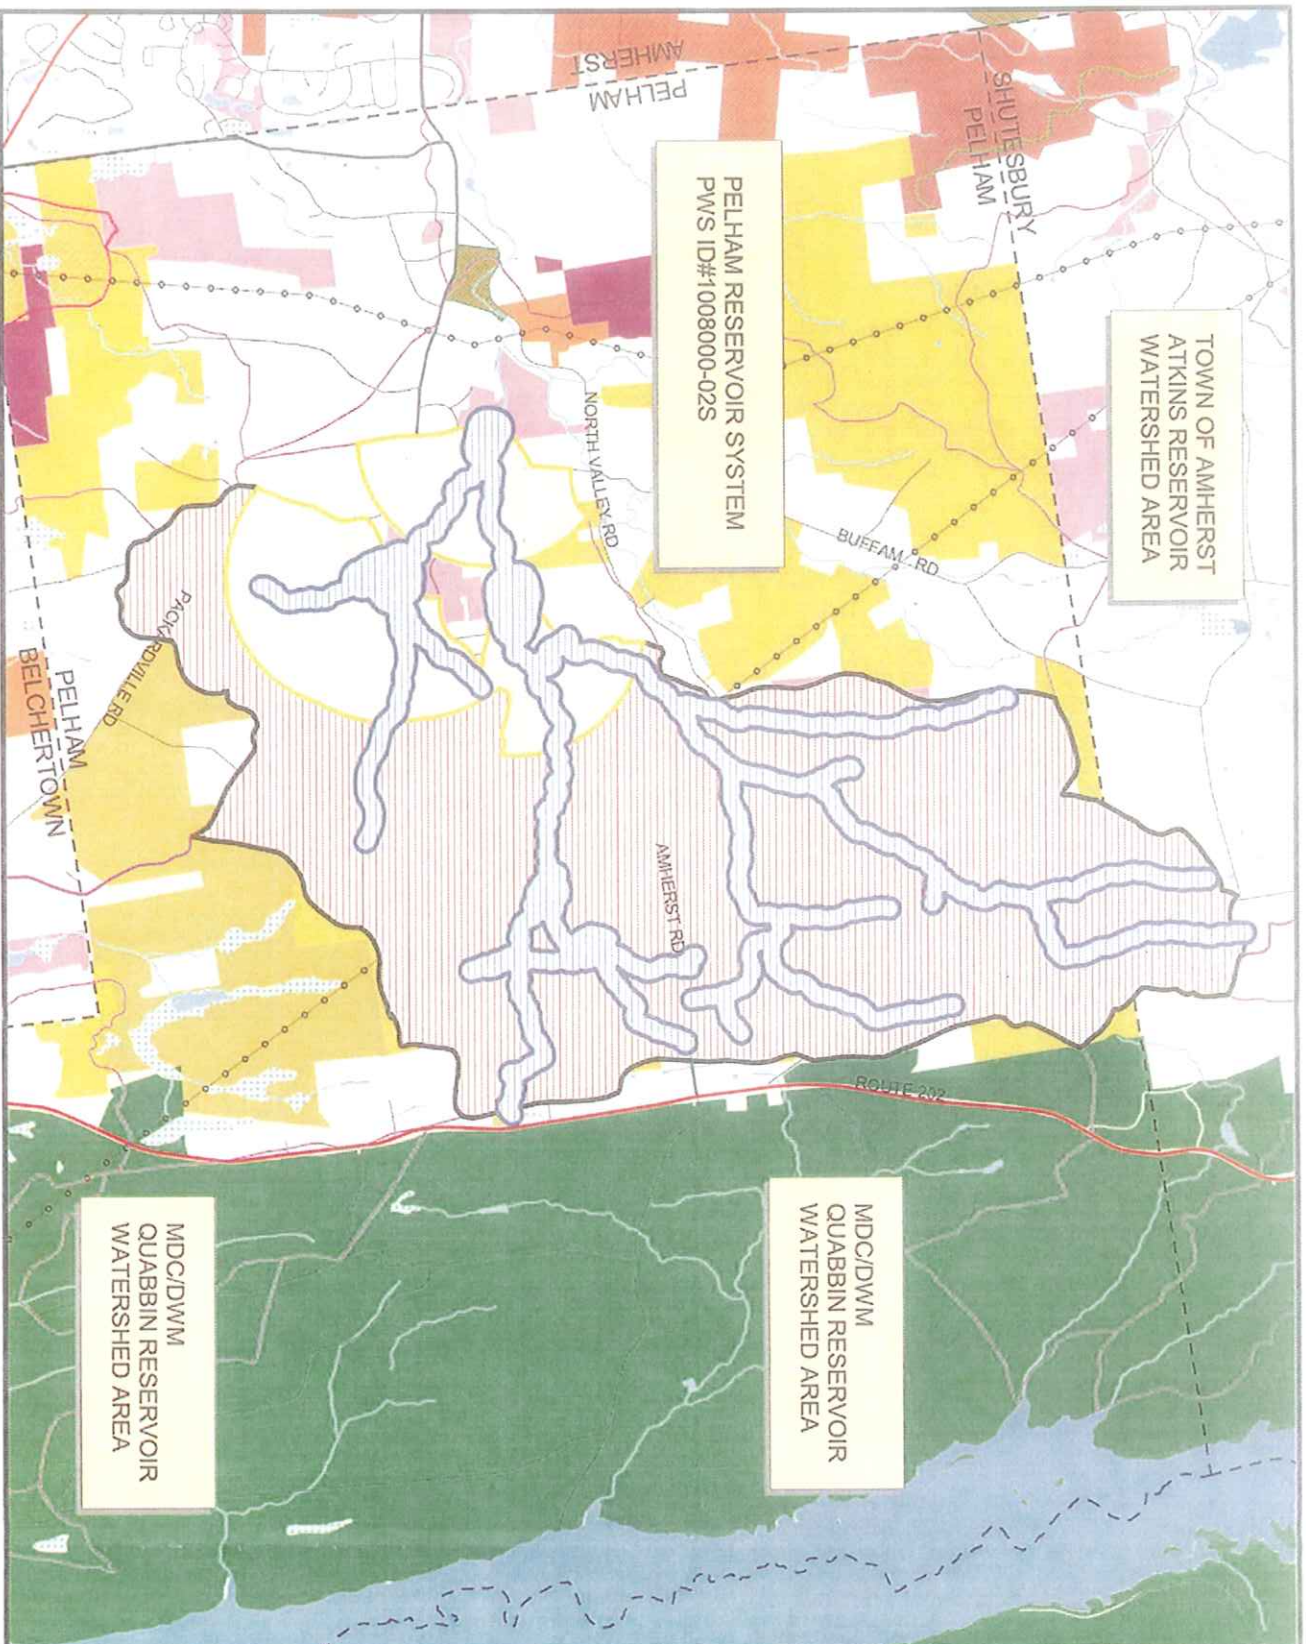 TOWN OF AMHERST
ATKINS RESERVOIR
WATERSHED AREA
SHUTESBURY
PELHAM
AMHERST
PELHAM
PELHAM RESERVOIR SYSTEM
PWS ID#1008000-02S
BUFFAM RD
NORTH VALLEY RD
AMHERST RD
ROUTE 202
PACKARDVILLE RD
PELHAM
BELCHERTOWN
MDC/DWM
QUABBIN RESERVOIR
WATERSHED AREA
MDC/DWM
QUABBIN RESERVOIR
WATERSHED AREA